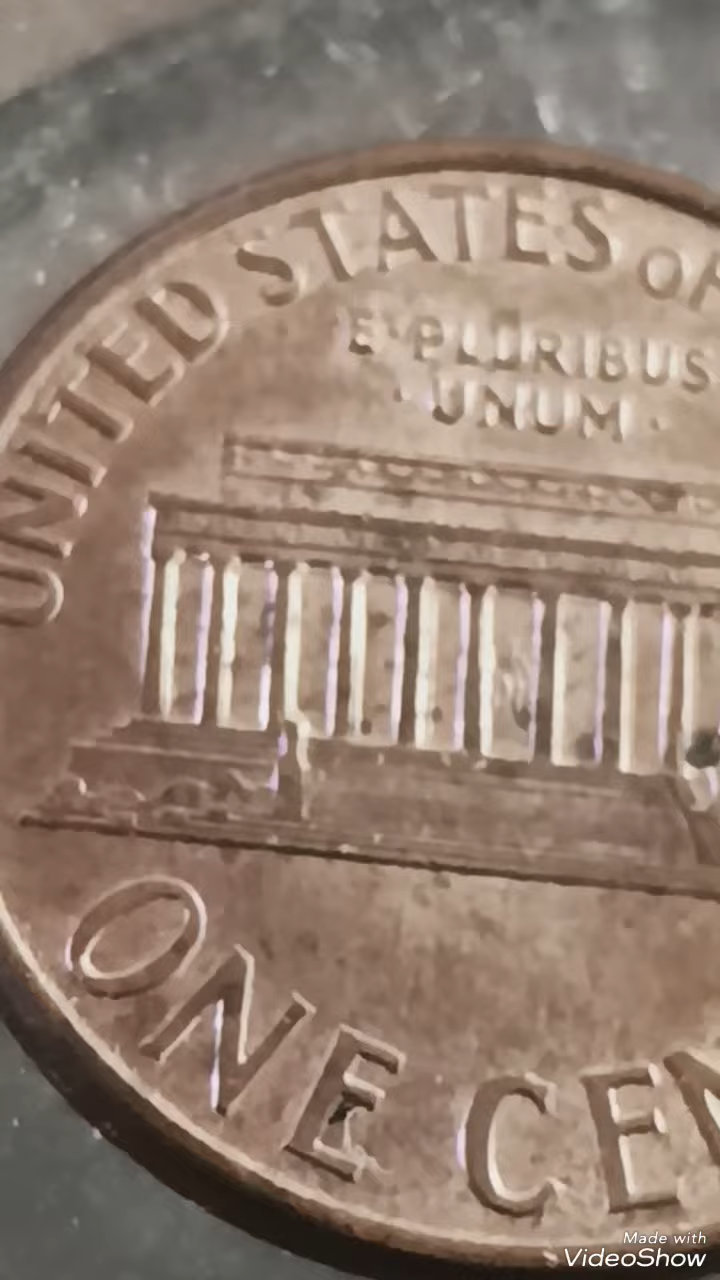 UNITED STATES OF
E·PLURIBUS
·UNUM·
ONE CEN
Made with
VideoShow